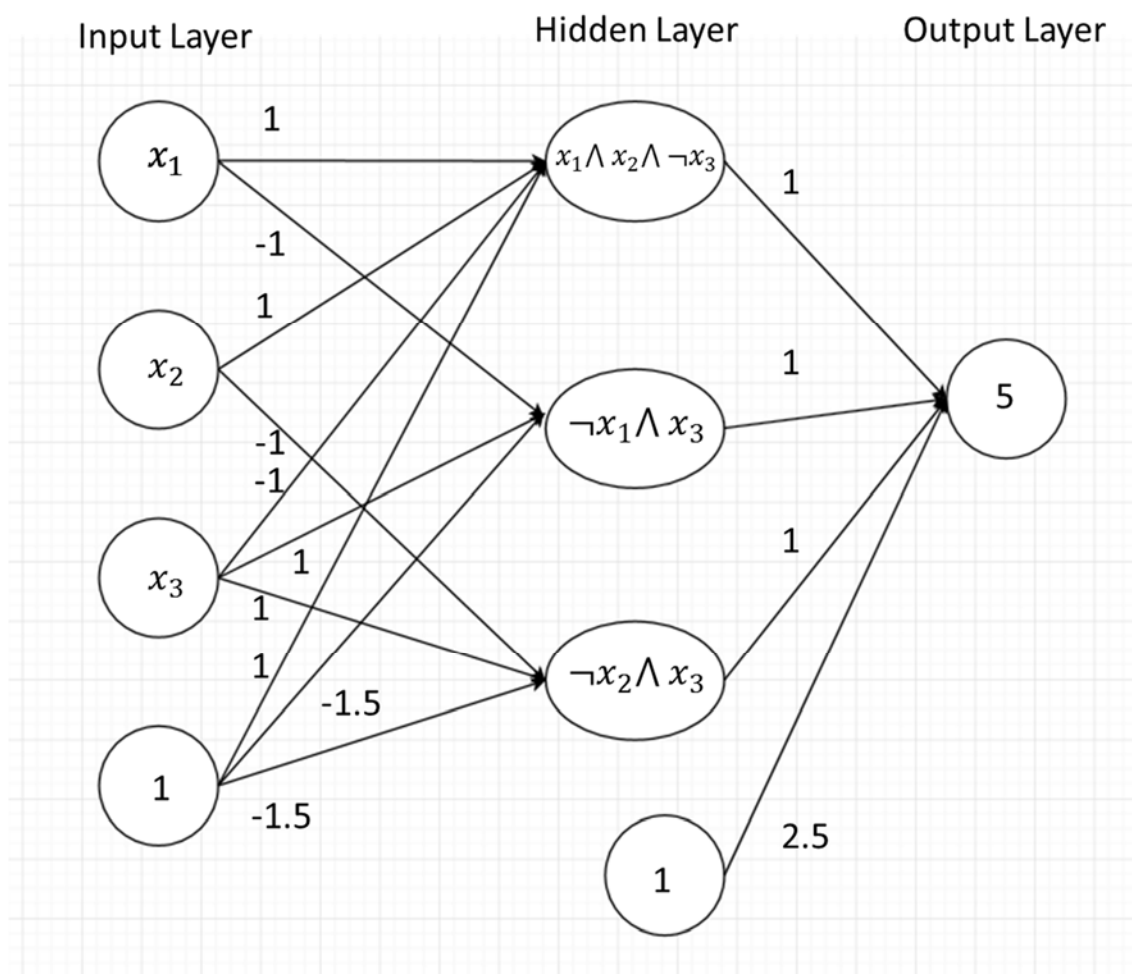 Input Layer
Hidden Layer
Output Layer
x₁
x₂
x₃
1
1
-1
1
-1
-1
1
1
1
-1.5
-1.5
x₁⋀ x₂⋀ ¬x₃
¬x₁⋀ x₃
¬x₂⋀ x₃
1
1
1
1
2.5
5